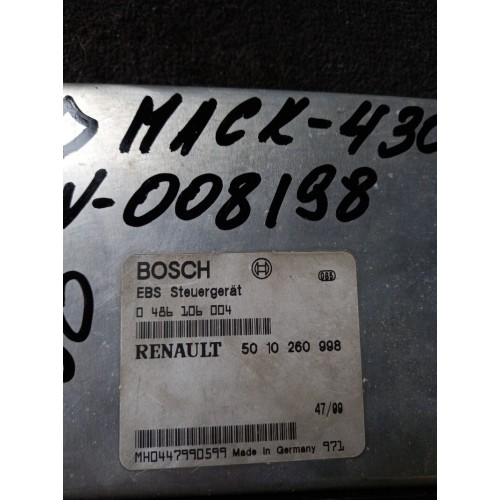 MACK-430
N-008198
BOSCH
EBS Steuergerät
0 486 106 004
RENAULT 50 10 260 998
47/99
MH0447990599 Made in Germany 971